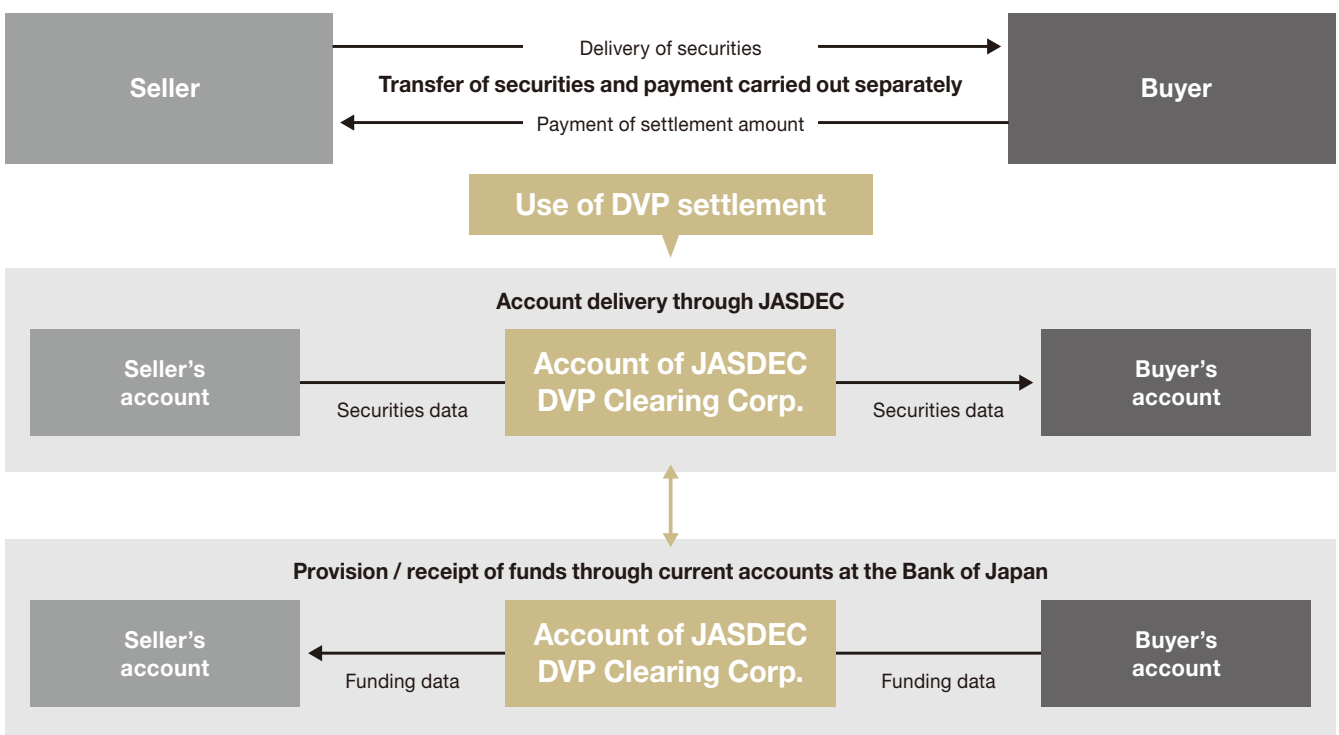 Delivery of securities
Seller
Transfer of securities and payment carried out separately
Buyer
Payment of settlement amount
Use of DVP settlement
Account delivery through JASDEC
Seller’s
account
Securities data
Account of JASDEC
DVP Clearing Corp.
Securities data
Buyer’s
account
Provision / receipt of funds through current accounts at the Bank of Japan
Seller’s
account
Funding data
Account of JASDEC
DVP Clearing Corp.
Funding data
Buyer’s
account